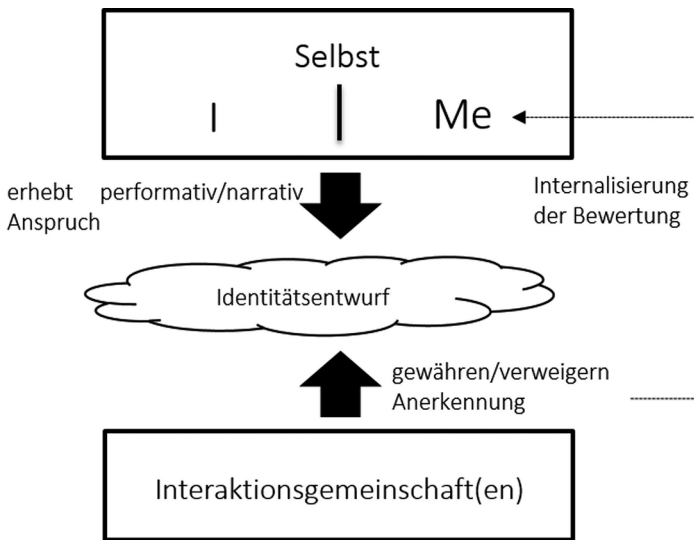 Selbst
I
Me
erhebt performativ/narrativ
Anspruch
Internalisierung
der Bewertung
Identitätsentwurf
gewähren/verweigern
Anerkennung
Interaktionsgemeinschaft(en)